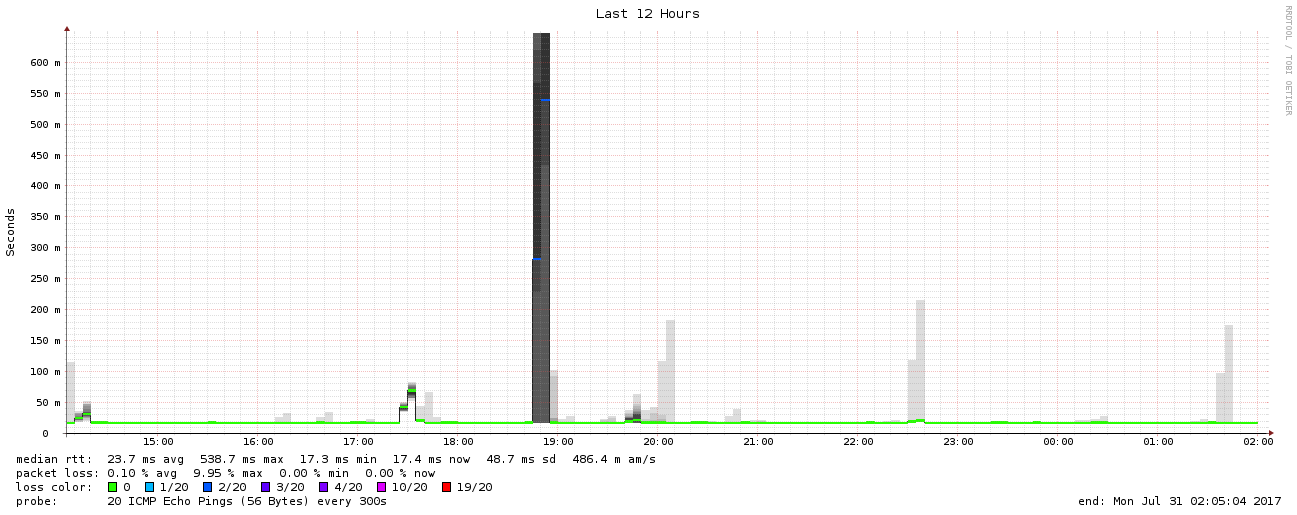 Last 12 Hours
RRDTOOL / TOBI OETIKER
Seconds
600 m
550 m
500 m
450 m
400 m
350 m
300 m
250 m
200 m
150 m
100 m
50 m
0
15:00 16:00 17:00 18:00 19:00 20:00 21:00 22:00 23:00 00:00 01:00 02:00
median rtt: 23.7 ms avg 538.7 ms max 17.3 ms min 17.4 ms now 48.7 ms sd 486.4 m am/s
packet loss: 0.10 % avg 9.95 % max 0.00 % min 0.00 % now
loss color: 0 1/20 2/20 3/20 4/20 10/20 19/20
probe: 20 ICMP Echo Pings (56 Bytes) every 300s end: Mon Jul 31 02:05:04 2017